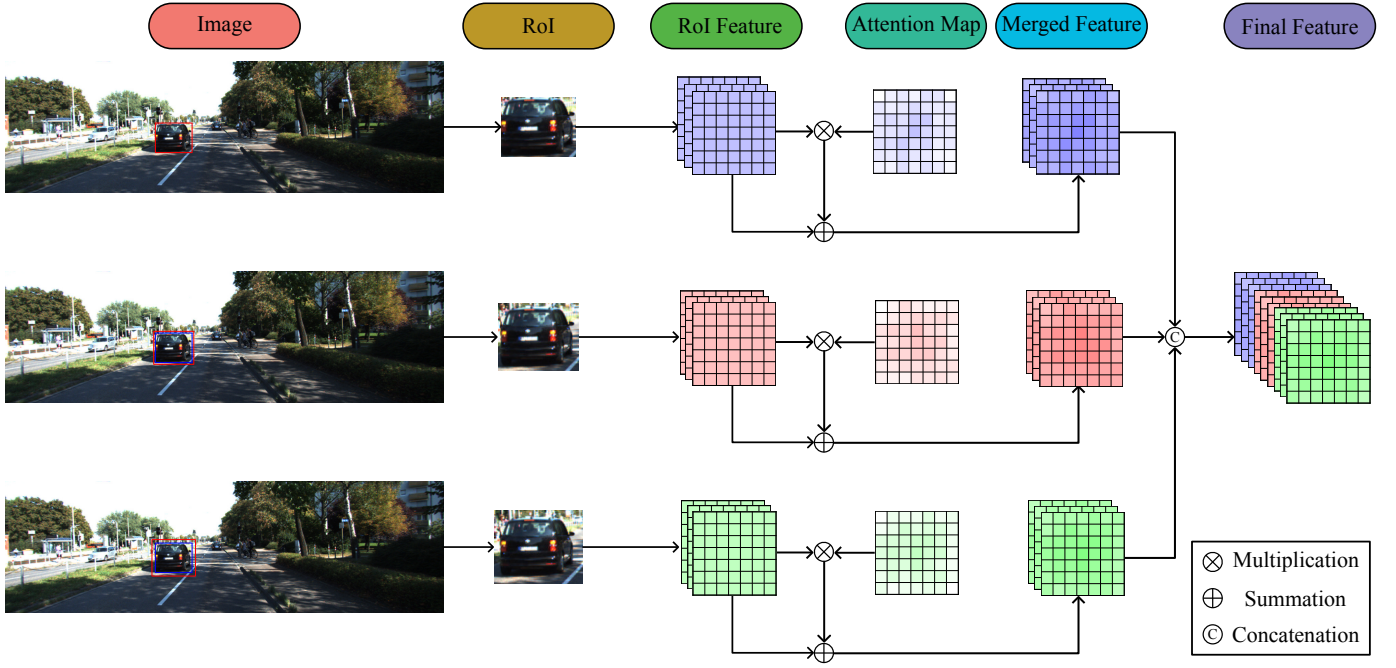 Image
RoI
RoI Feature
Attention Map
Merged Feature
Final Feature
C
Multiplication
Summation
C Concatenation